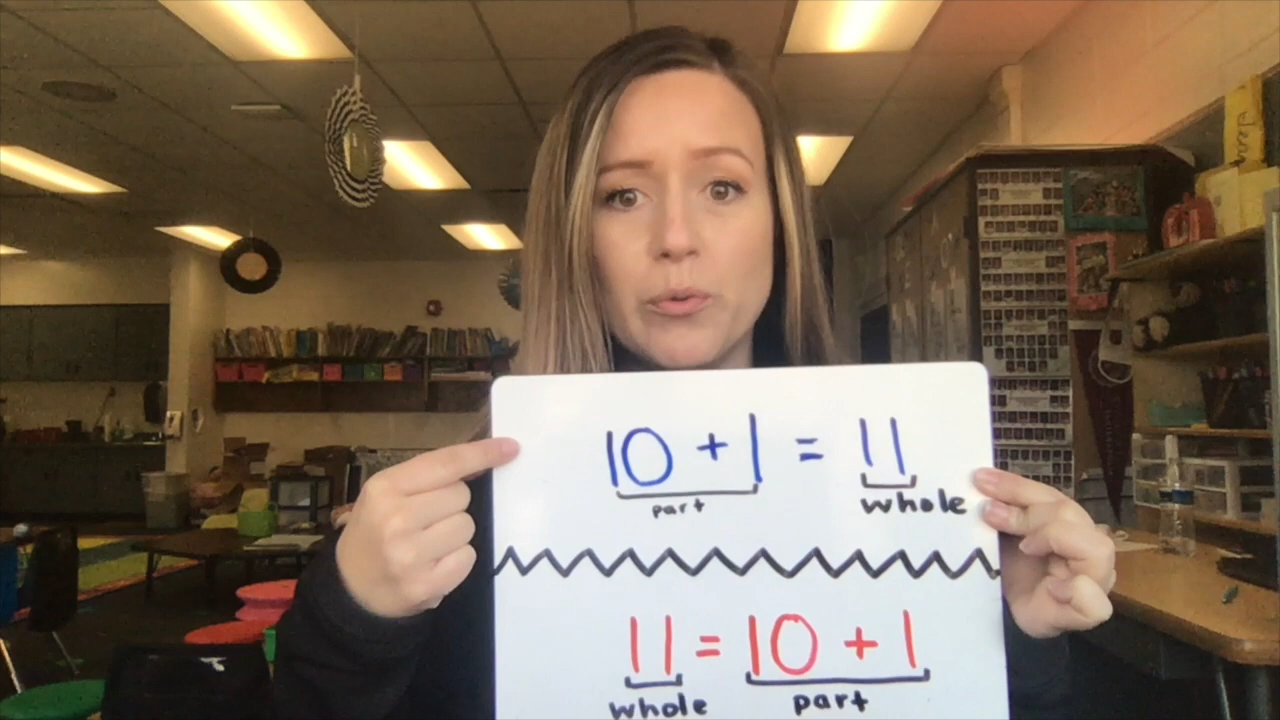 10 + 1 = 11
part whole
11 = 10 + 1
whole part